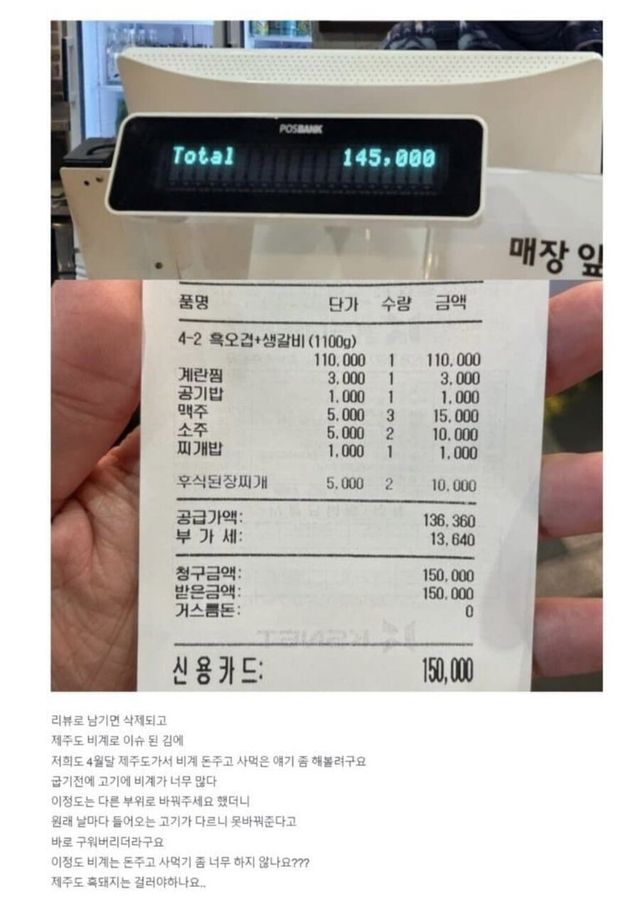 POSBANK
Total 145,000
매장 앞
품명 단가 수량 금액
4-2 흑오겹+생갈비(1100g)
110,000 1 110,000
계란찜 3,000 1 3,000
공기밥 1,000 1 1,000
맥주 5,000 3 15,000
소주 5,000 2 10,000
찌개밥 1,000 1 1,000
후식된장찌개 5,000 2 10,000
공급가액: 136,360
부 가 세: 13,640
청구금액: 150,000
받은금액: 150,000
거스름돈: 0
신용카드: 150,000
리뷰로 남기면 삭제되고
제주도 비계로 이슈 된 김에
저희도 4월달 제주도가서 비계 돈주고 사먹은 얘기 좀 해볼려구요
굽기전에 고기에 비계가 너무 많다
이정도는 다른 부위로 바꿔주세요 했더니
원래 날마다 들어오는 고기가 다르니 못바꿔준다고
바로 구워버리더라구요
이정도 비계는 돈주고 사먹기 좀 너무 하지 않나요???
제주도 흑돼지는 걸러야하나요..